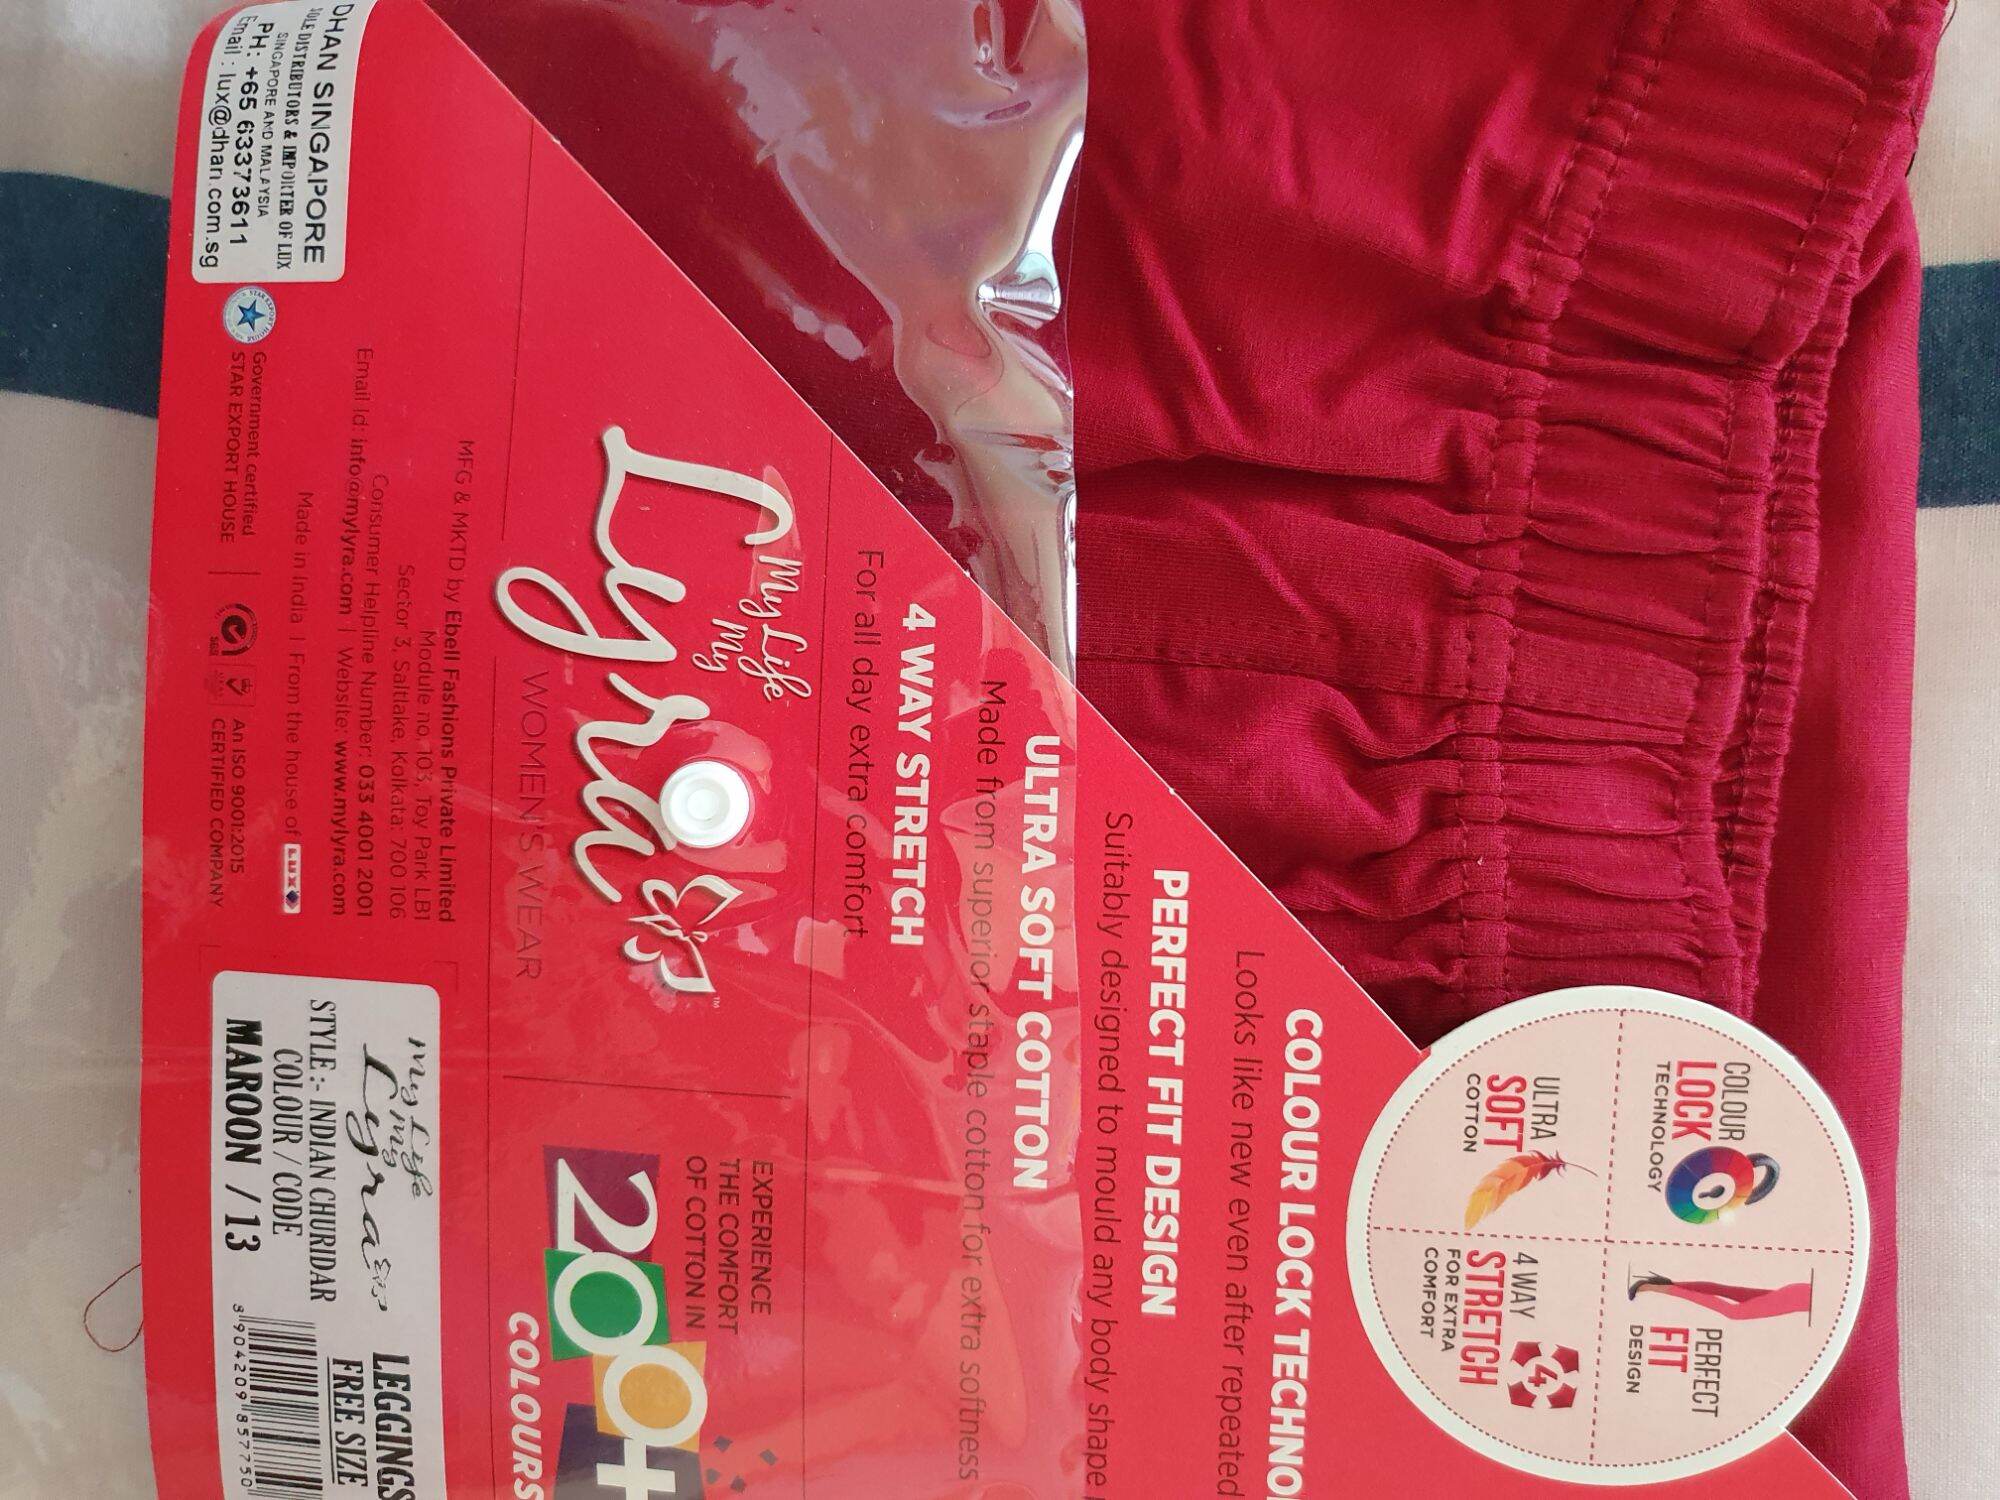 COLOUR
LOCK
TECHNOLOGY
PERFECT
FIT
DESIGN
ULTRA
SOFT
COTTON
4 WAY
STRETCH
FOR EXTRA
COMFORT
4
COLOUR LOCK TECHNO
Looks like new even after repeated
PERFECT FIT DESIGN
Suitably designed to mould any body shape
ULTRA SOFT COTTON
Made from superior staple cotton for extra softness
4 WAY STRETCH
For all day extra comfort
My Life
My
Lyra
TM
WOMEN'S WEAR
EXPERIENCE
THE COMFORT
OF COTTON IN
200+
COLOURS
MFG & MKTD by Ebell Fashions Private Limited
Module no. 103, Toy Park LB1
Sector 3, Saltlake, Kolkata: 700 106
Consumer Helpline Number: 033 4001 2001
Email Id: info@mylyra.com | Website: www.mylyra.com
Made in India | From the house of LUX
Government certified
STAR EXPORT HOUSE
An ISO 9001:2015
CERTIFIED COMPANY
DHAN SINGAPORE
SOLE DISTRIBUTORS & IMPORTER OF LUX
SINGAPORE AND MALAYSIA
PH: +65 63373611
Email : lux@dhan.com.sg
My Life
My
Lyra
LEGGINGS
STYLE :- INDIAN CHURIDAR
FREE SIZE
COLOUR / CODE
MAROON / 13
8 904209 857750